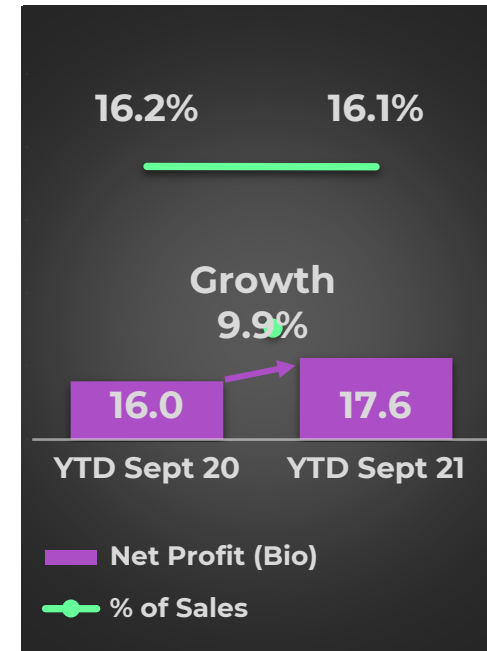 16.2% 16.1%
Growth
9.9%
16.0 17.6
YTD Sept 20 YTD Sept 21
Net Profit (Bio)
% of Sales